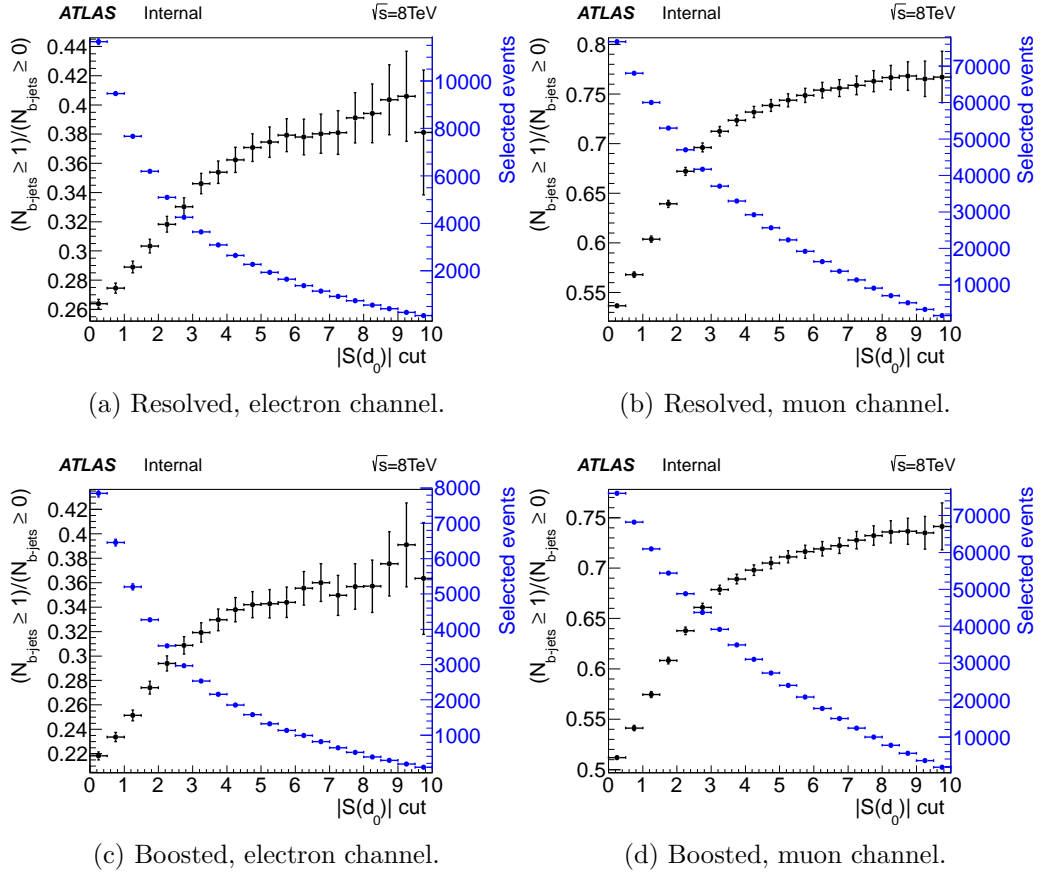 ATLAS Internal √s=8TeV
(N_b-jets ≥ 1)/(N_b-jets ≥ 0)
0.44
0.42
0.4
0.38
0.36
0.34
0.32
0.3
0.28
0.26
10000
8000
6000
4000
2000
Selected events
0 1 2 3 4 5 6 7 8 9 10
|S(d₀)| cut
(a) Resolved, electron channel.
ATLAS Internal √s=8TeV
(N_b-jets ≥ 1)/(N_b-jets ≥ 0)
0.8
0.75
0.7
0.65
0.6
0.55
70000
60000
50000
40000
30000
20000
10000
Selected events
0 1 2 3 4 5 6 7 8 9 10
|S(d₀)| cut
(b) Resolved, muon channel.
ATLAS Internal √s=8TeV
(N_b-jets ≥ 1)/(N_b-jets ≥ 0)
0.42
0.4
0.38
0.36
0.34
0.32
0.3
0.28
0.26
0.24
0.22
8000
7000
6000
5000
4000
3000
2000
1000
Selected events
0 1 2 3 4 5 6 7 8 9 10
|S(d₀)| cut
(c) Boosted, electron channel.
ATLAS Internal √s=8TeV
(N_b-jets ≥ 1)/(N_b-jets ≥ 0)
0.75
0.7
0.65
0.6
0.55
0.5
70000
60000
50000
40000
30000
20000
10000
Selected events
0 1 2 3 4 5 6 7 8 9 10
|S(d₀)| cut
(d) Boosted, muon channel.